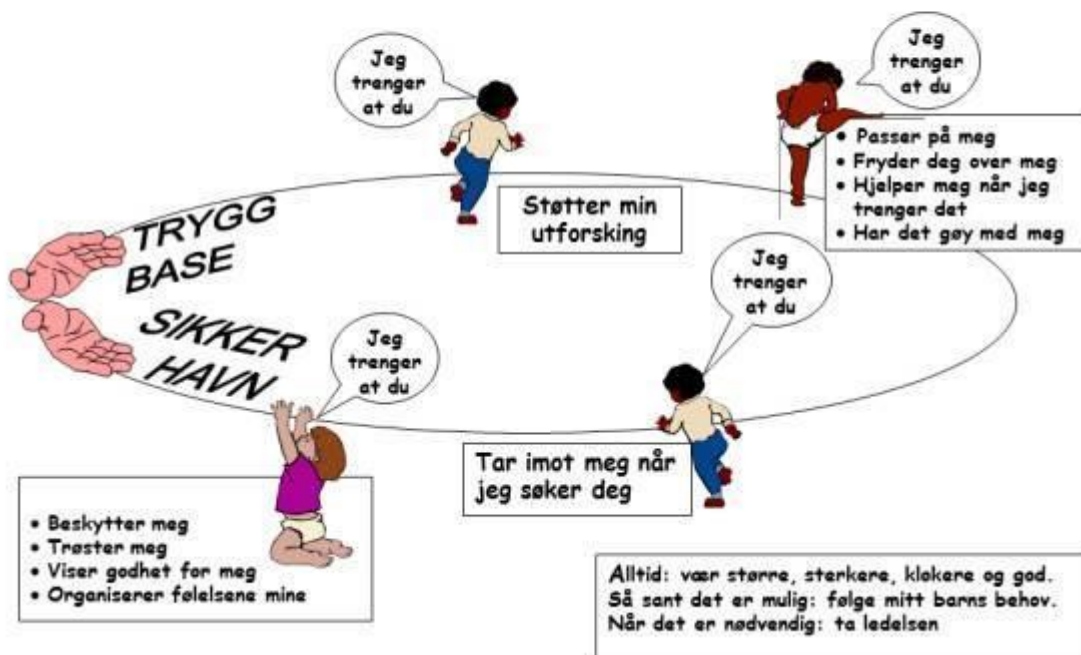 Jeg
trenger
at du
Jeg
trenger
at du
• Passer på meg
• Fryder deg over meg
• Hjelper meg når jeg
trenger det
• Har det gøy med meg
Støtter min
utforsking
TRYGG
BASE
SIKKER
HAVN
Jeg
trenger
at du
Jeg
trenger
at du
Tar imot meg når
jeg søker deg
• Beskytter meg
• Trøster meg
• Viser godhet for meg
• Organiserer følelsene mine
Alltid: vær større, sterkere, klokere og god.
Så sant det er mulig: følge mitt barns behov.
Når det er nødvendig: ta ledelsen